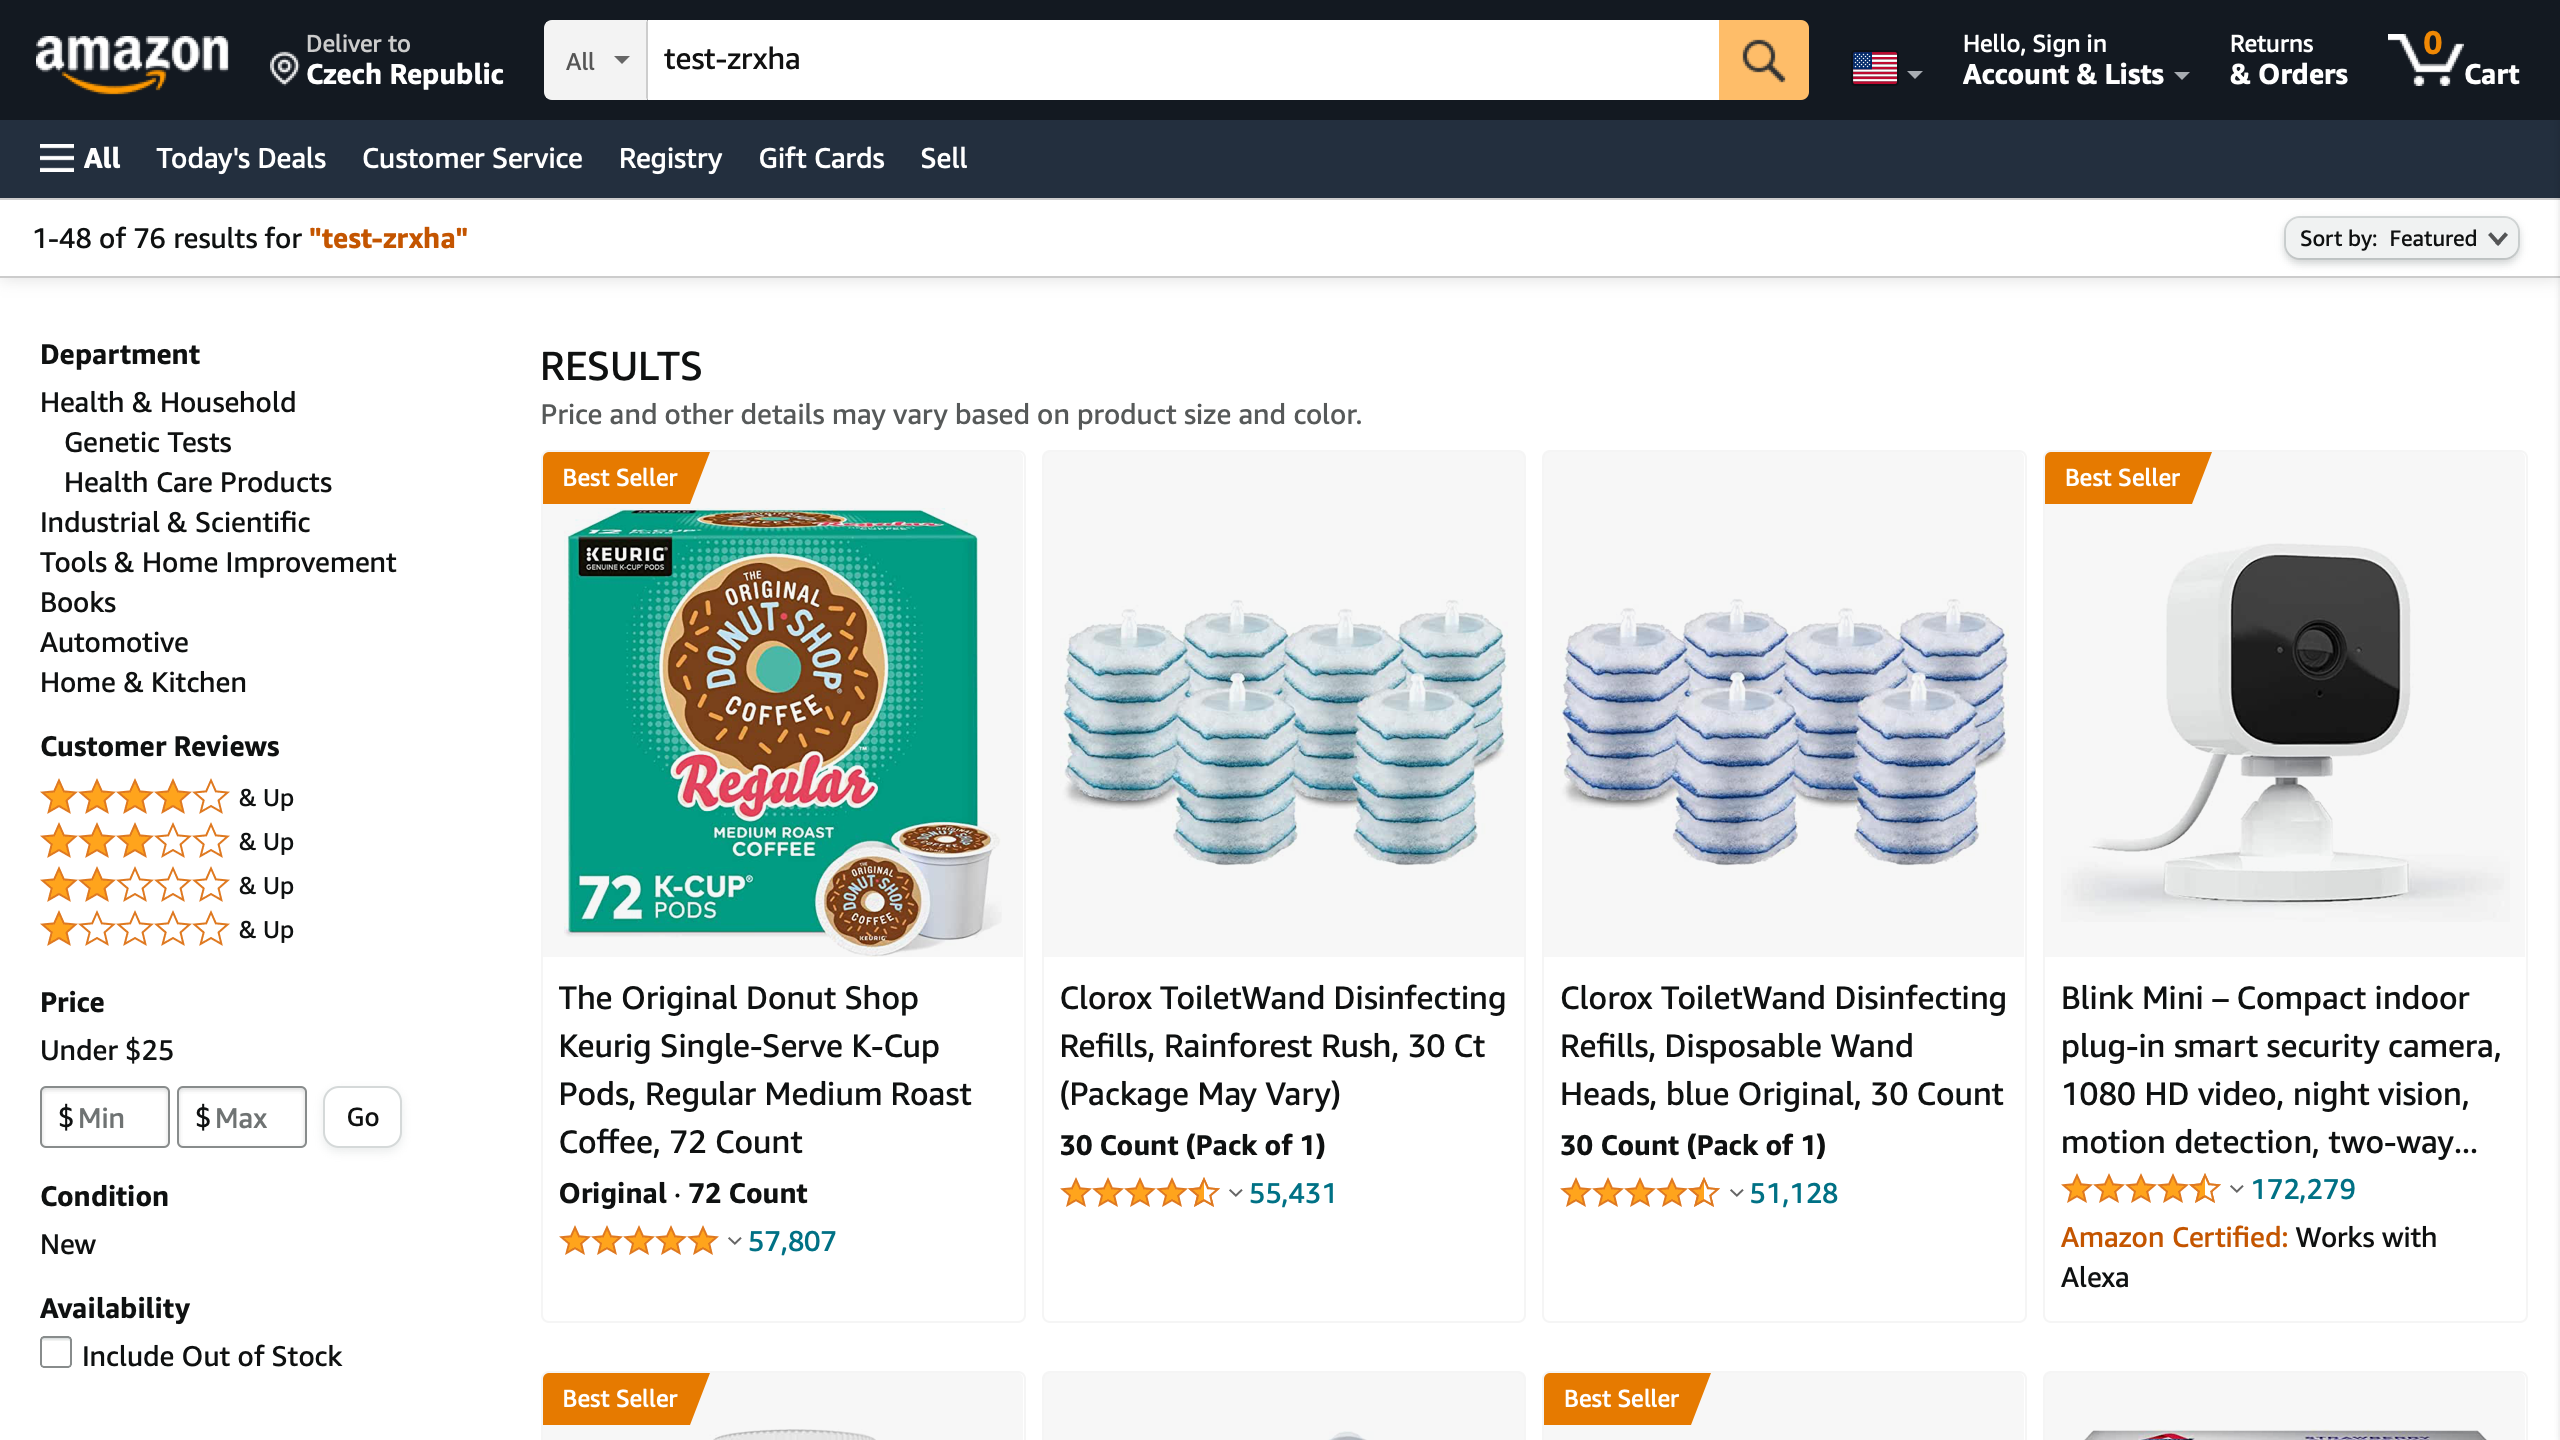 amazon
Deliver to
Czech Republic
All
test-zrxha
Hello, Sign in
Account & Lists
Returns
& Orders
0
Cart
All
Today's Deals
Customer Service
Registry
Gift Cards
Sell
1-48 of 76 results for "test-zrxha"
Sort by: Featured
Department
Health & Household
Genetic Tests
Health Care Products
Industrial & Scientific
Tools & Home Improvement
Books
Automotive
Home & Kitchen
Customer Reviews
& Up
& Up
& Up
& Up
Price
Under $25
$ Min
$ Max
Go
Condition
New
Availability
Include Out of Stock
RESULTS
Price and other details may vary based on product size and color.
Best Seller
KEURIG
GENUINE K-CUP® PODS
THE
ORIGINAL
DONUT·SHOP
COFFEE
Regular
MEDIUM ROAST
COFFEE
72 K-CUP®
PODS
ORIGINAL
DONUT SHOP
COFFEE
KEURIG
The Original Donut Shop
Keurig Single-Serve K-Cup
Pods, Regular Medium Roast
Coffee, 72 Count
Original · 72 Count
57,807
Clorox ToiletWand Disinfecting
Refills, Rainforest Rush, 30 Ct
(Package May Vary)
30 Count (Pack of 1)
55,431
Clorox ToiletWand Disinfecting
Refills, Disposable Wand
Heads, blue Original, 30 Count
30 Count (Pack of 1)
51,128
Best Seller
Blink Mini – Compact indoor
plug-in smart security camera,
1080 HD video, night vision,
motion detection, two-way...
172,279
Amazon Certified: Works with
Alexa
Best Seller
Best Seller